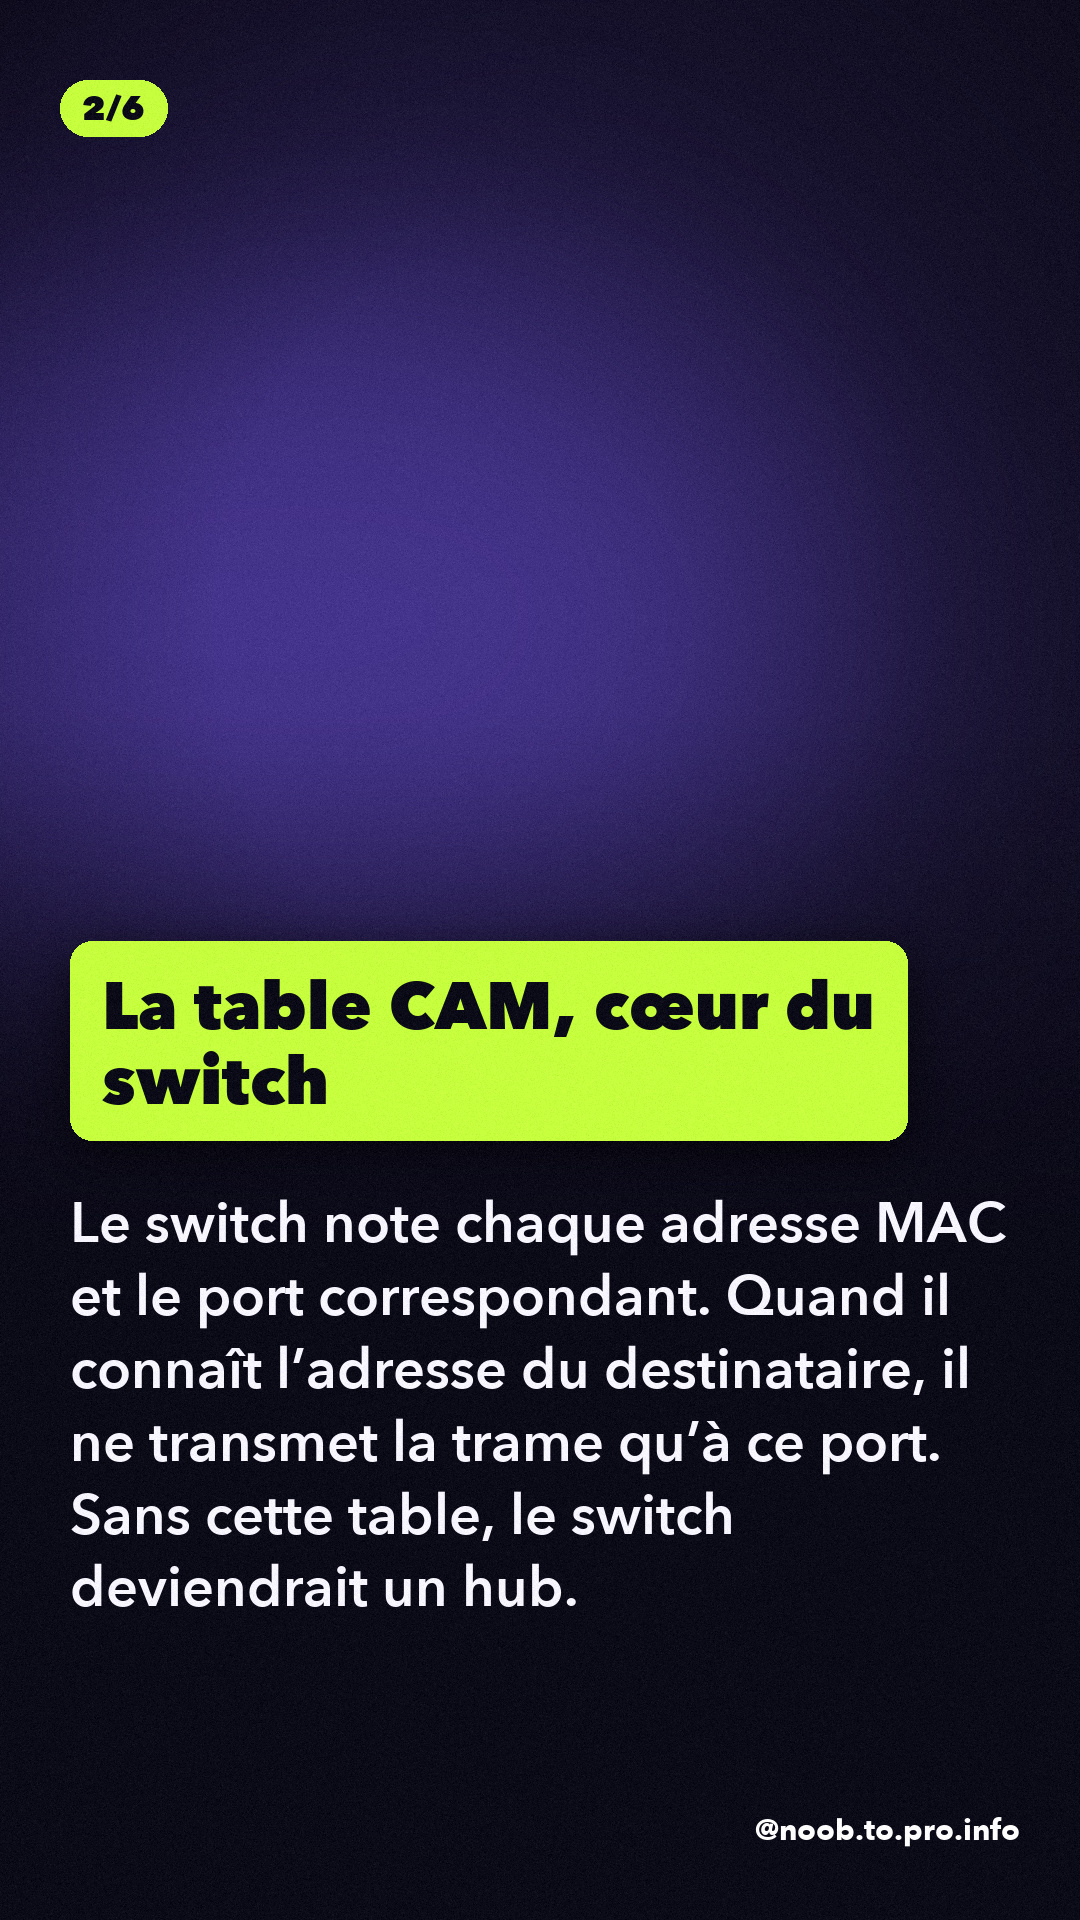 2/6
La table CAM, cœur du
switch
Le switch note chaque adresse MAC
et le port correspondant. Quand il
connaît l’adresse du destinataire, il
ne transmet la trame qu’à ce port.
Sans cette table, le switch
deviendrait un hub.
@noob.to.pro.info